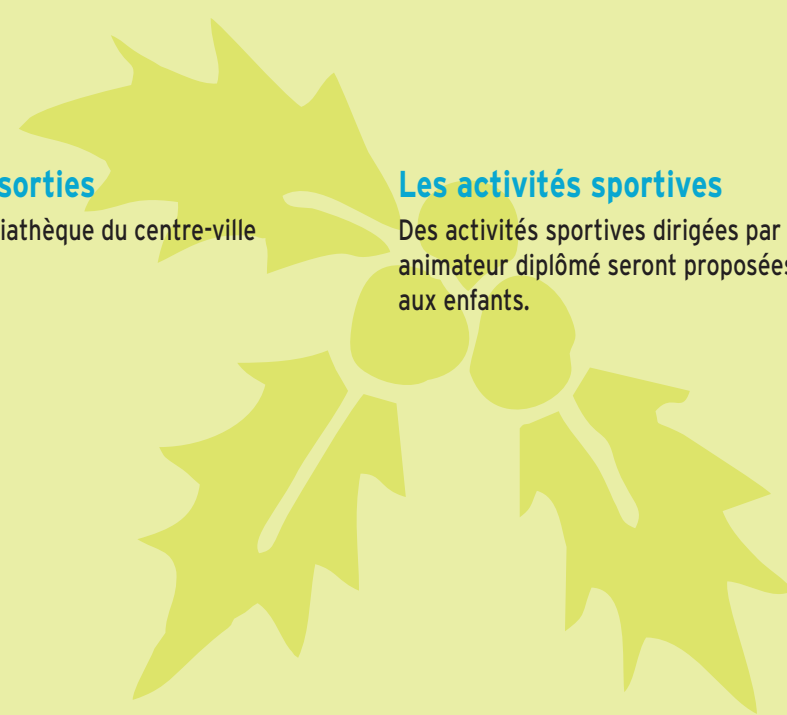 sorties
iathèque du centre-ville
Les activités sportives
Des activités sportives dirigées par
animateur diplômé seront proposées
aux enfants.